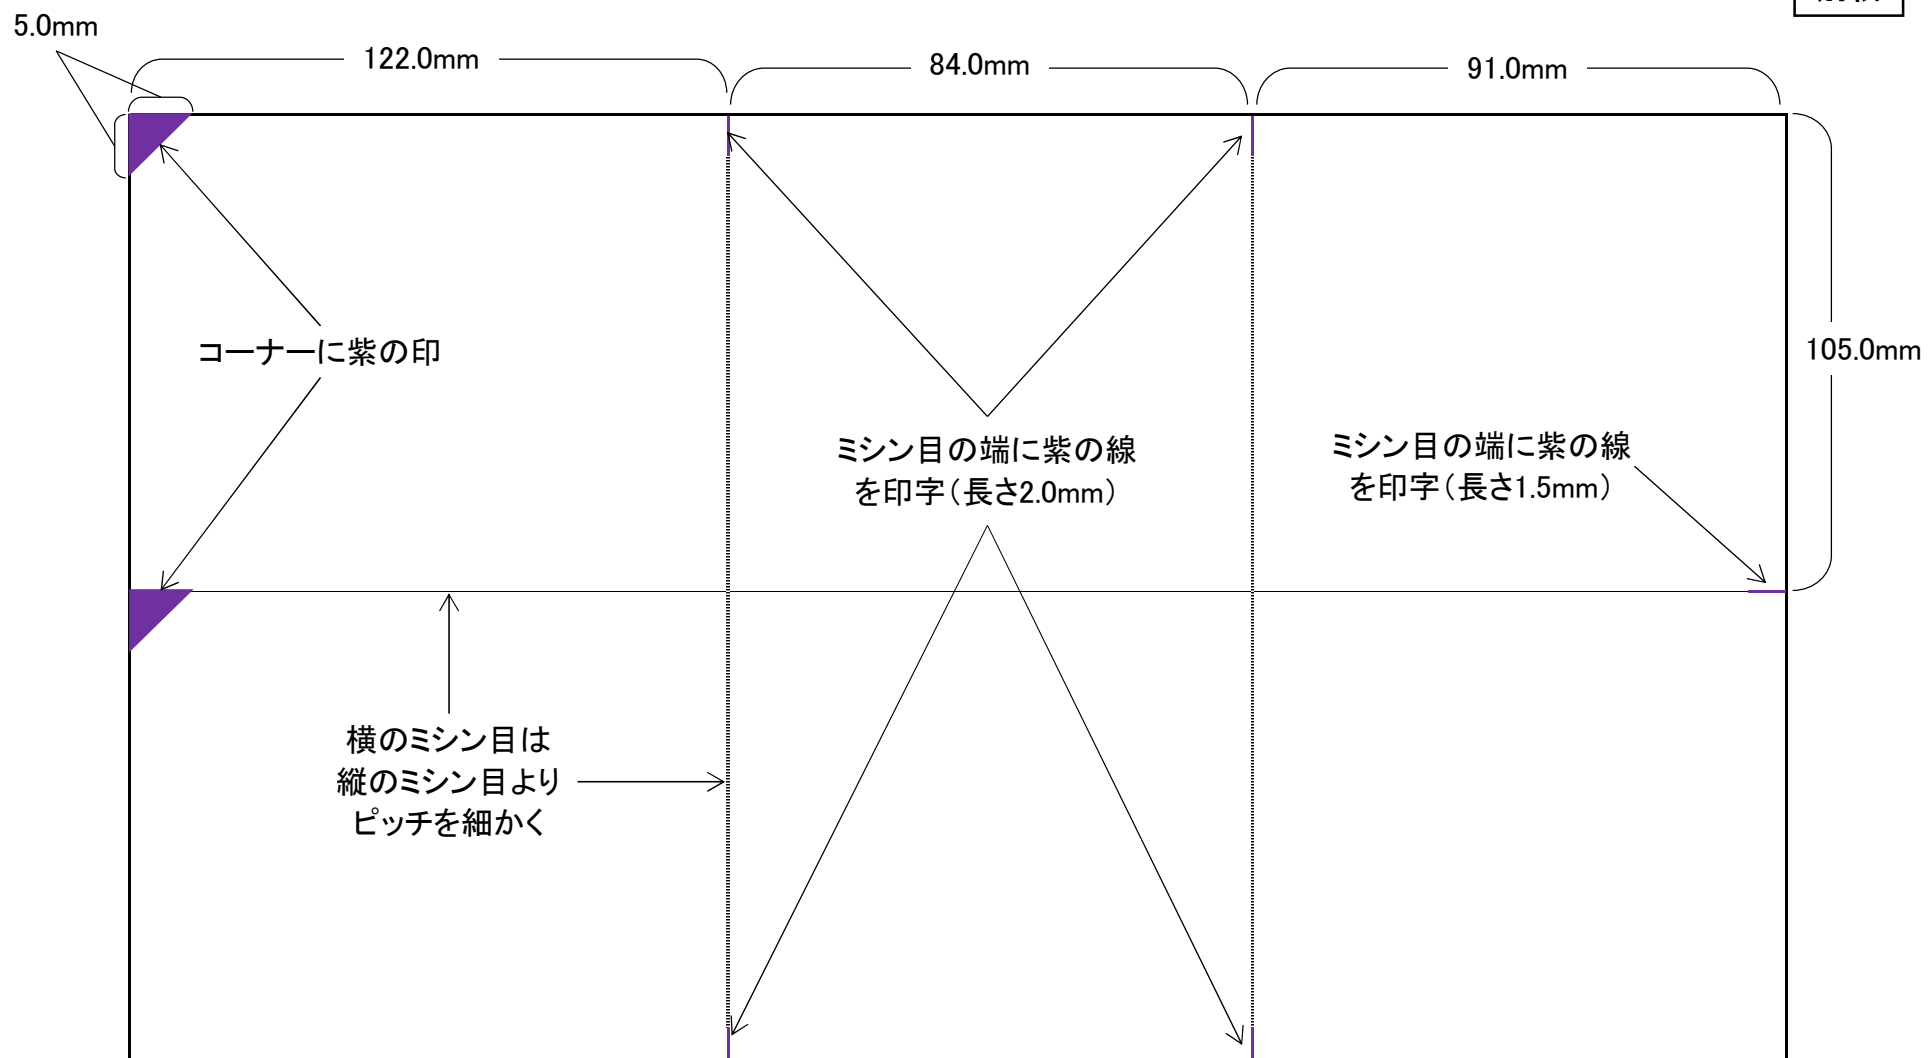 5.0mm
122.0mm
84.0mm
91.0mm
コーナーに紫の印
105.0mm
ミシン目の端に紫の線
を印字（長さ2.0mm）
ミシン目の端に紫の線
を印字（長さ1.5mm）
横のミシン目は
縦のミシン目より
ピッチを細かく